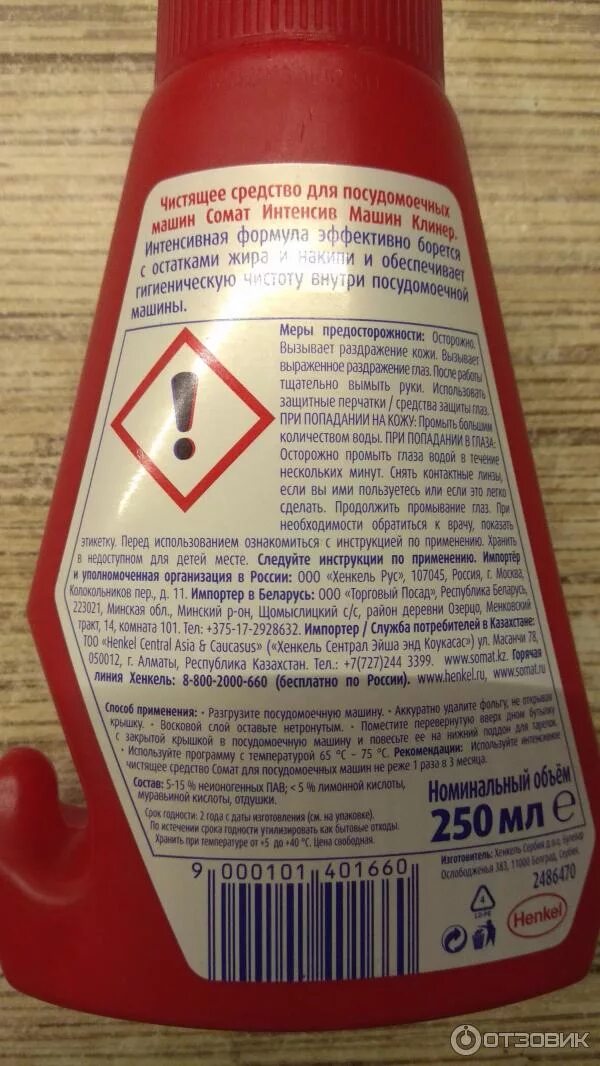 Чистящее средство для посудомоечных
машин Сомат Интенсив Машин Клинер.
Интенсивная формула эффективно борется
с остатками жира и накипи и обеспечивает
гигиеническую чистоту внутри посудомоечной
машины.
Меры предосторожности: Осторожно.
Вызывает раздражение кожи. Вызывает
выраженное раздражение глаз. После работы
тщательно вымыть руки. Использовать
защитные перчатки / средства защиты глаз.
ПРИ ПОПАДАНИИ НА КОЖУ: Промыть большим
количеством воды. ПРИ ПОПАДАНИИ В ГЛАЗА:
Осторожно промыть глаза водой в течение
нескольких минут. Снять контактные линзы,
если вы ими пользуетесь или если это легко
сделать. Продолжить промывание глаз. При
необходимости обратиться к врачу, показать
этикетку. Перед использованием ознакомиться с инструкцией по применению. Хранить
в недоступном для детей месте. Следуйте инструкции по применению. Импортёр
и уполномоченная организация в России: ООО «Хенкель Рус», 107045, Россия, г. Москва,
Колокольников пер., д. 11. Импортер в Беларусь: ООО «Торговый Посад», Республика Беларусь,
223021, Минская обл., Минский р-он, Щомыслицкий с/с, район деревни Озерцо, Менковский
тракт, 14, комната 101. Тел: +375-17-2928632. Импортер / Служба потребителей в Казахстане:
ТОО «Henkel Central Asia & Caucasus» («Хенкель Сентрал Эйша энд Коукасас») ул. Масанчи 78,
050012, г. Алматы, Республика Казахстан. Тел.: +7(727)244 3399. www.somat.kz. Горячая
линия Хенкель: 8-800-2000-660 (бесплатно по России). www.henkel.ru, www.somat.ru
Способ применения: • Разгрузите посудомоечную машину. • Аккуратно удалите фольгу, не открывая
крышку. • Восковой слой оставьте нетронутым. • Поместите перевернутую вверх дном бутылку
с закрытой крышкой в посудомоечную машину и повесьте ее на нижний поддон для тарелок.
• Используйте программу с температурой 65 °C – 75 °C. Рекомендации: Используйте интенсивное
чистящее средство Сомат для посудомоечных машин не реже 1 раза в 3 месяца.
Состав: 5-15 % неионогенных ПАВ; < 5 % лимонной кислоты,
муравьиной кислоты, отдушки.
Срок годности: 2 года с даты изготовления (см. на упаковке).
По истечении срока годности утилизировать как бытовые отходы.
Хранить при температуре от +5 до +40 °C. Цена свободная.
Номинальный объём
250 мл e
Изготовитель: Хенкель Сербия д.о.о, булевар
Ослобођења 383, 11000 Белград, Сербия.
2486470
9 000101 401660
4
LD-PE
Henkel
ОТЗОВИК